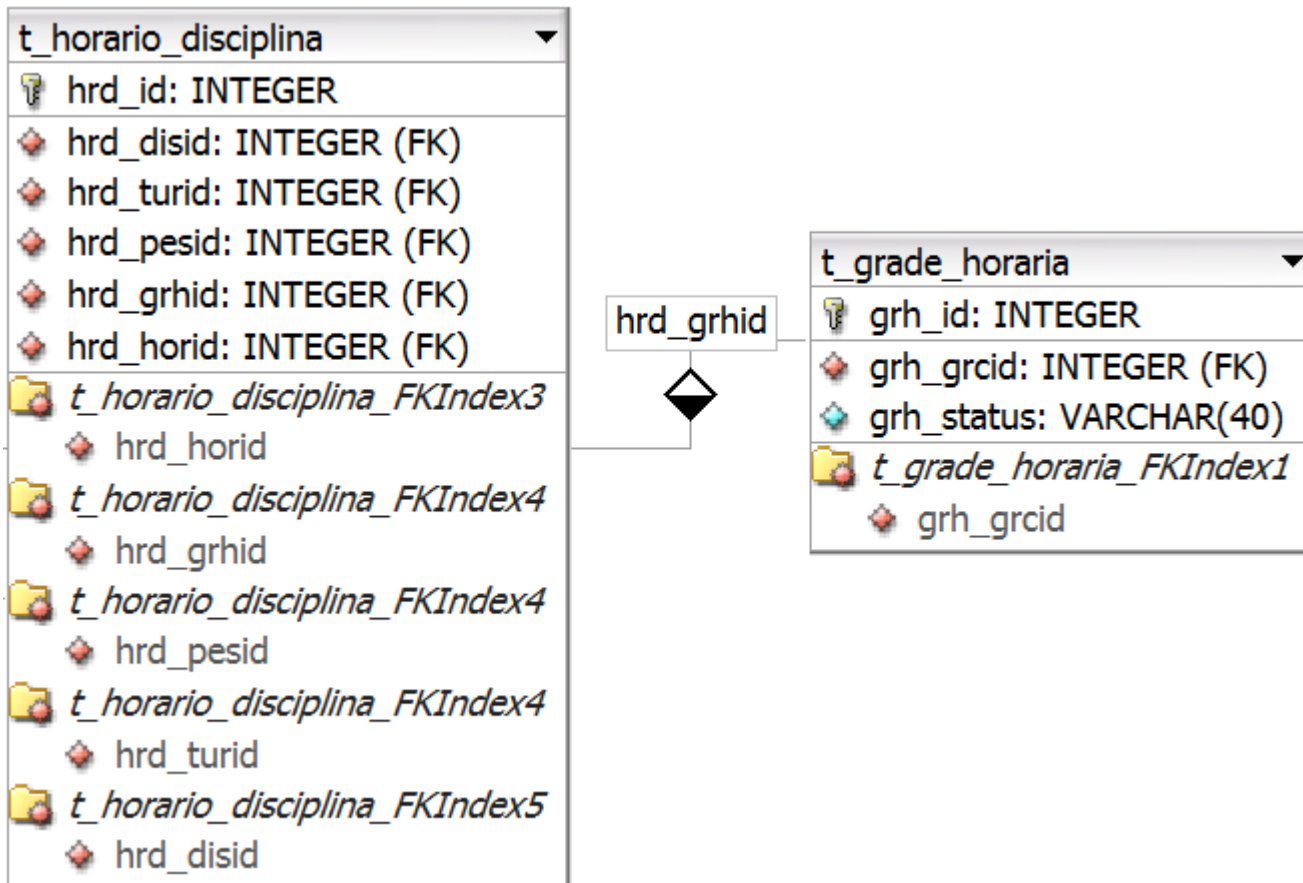 t_horario_disciplina
hrd_id: INTEGER
hrd_disid: INTEGER (FK)
hrd_turid: INTEGER (FK)
hrd_pesid: INTEGER (FK)
hrd_grhid: INTEGER (FK)
hrd_horid: INTEGER (FK)
t_horario_disciplina_FKIndex3
hrd_horid
t_horario_disciplina_FKIndex4
hrd_grhid
t_horario_disciplina_FKIndex4
hrd_pesid
t_horario_disciplina_FKIndex4
hrd_turid
t_horario_disciplina_FKIndex5
hrd_disid
hrd_grhid
t_grade_horaria
grh_id: INTEGER
grh_grcid: INTEGER (FK)
grh_status: VARCHAR(40)
t_grade_horaria_FKIndex1
grh_grcid